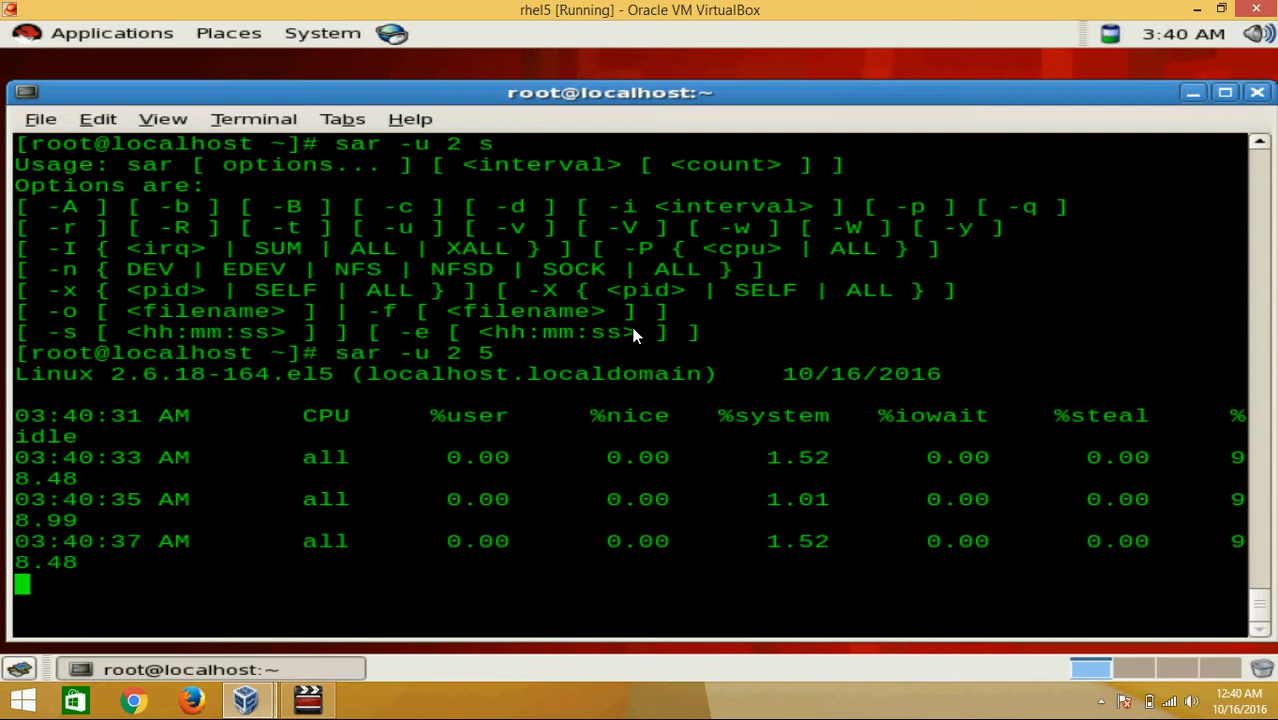 rhel5 [Running] - Oracle VM VirtualBox
Applications Places System 3:40 AM
root@localhost:~
File Edit View Terminal Tabs Help
[root@localhost ~]# sar -u 2 s
Usage: sar [ options... ] [ <interval> [ <count> ] ]
Options are:
[ -A ] [ -b ] [ -B ] [ -c ] [ -d ] [ -i <interval> ] [ -p ] [ -q ]
[ -r ] [ -R ] [ -t ] [ -u ] [ -v ] [ -V ] [ -w ] [ -W ] [ -y ]
[ -I { <irq> | SUM | ALL | XALL } ] [ -P { <cpu> | ALL } ]
[ -n { DEV | EDEV | NFS | NFSD | SOCK | ALL } ]
[ -x { <pid> | SELF | ALL } ] [ -X { <pid> | SELF | ALL } ]
[ -o [ <filename> ] | -f [ <filename> ] ]
[ -s [ <hh:mm:ss> ] ] [ -e [ <hh:mm:ss> ] ]
[root@localhost ~]# sar -u 2 5
Linux 2.6.18-164.el5 (localhost.localdomain) 10/16/2016
03:40:31 AM CPU %user %nice %system %iowait %steal %
idle
03:40:33 AM all 0.00 0.00 1.52 0.00 0.00 9
8.48
03:40:35 AM all 0.00 0.00 1.01 0.00 0.00 9
8.99
03:40:37 AM all 0.00 0.00 1.52 0.00 0.00 9
8.48
root@localhost:~
12:40 AM
10/16/2016